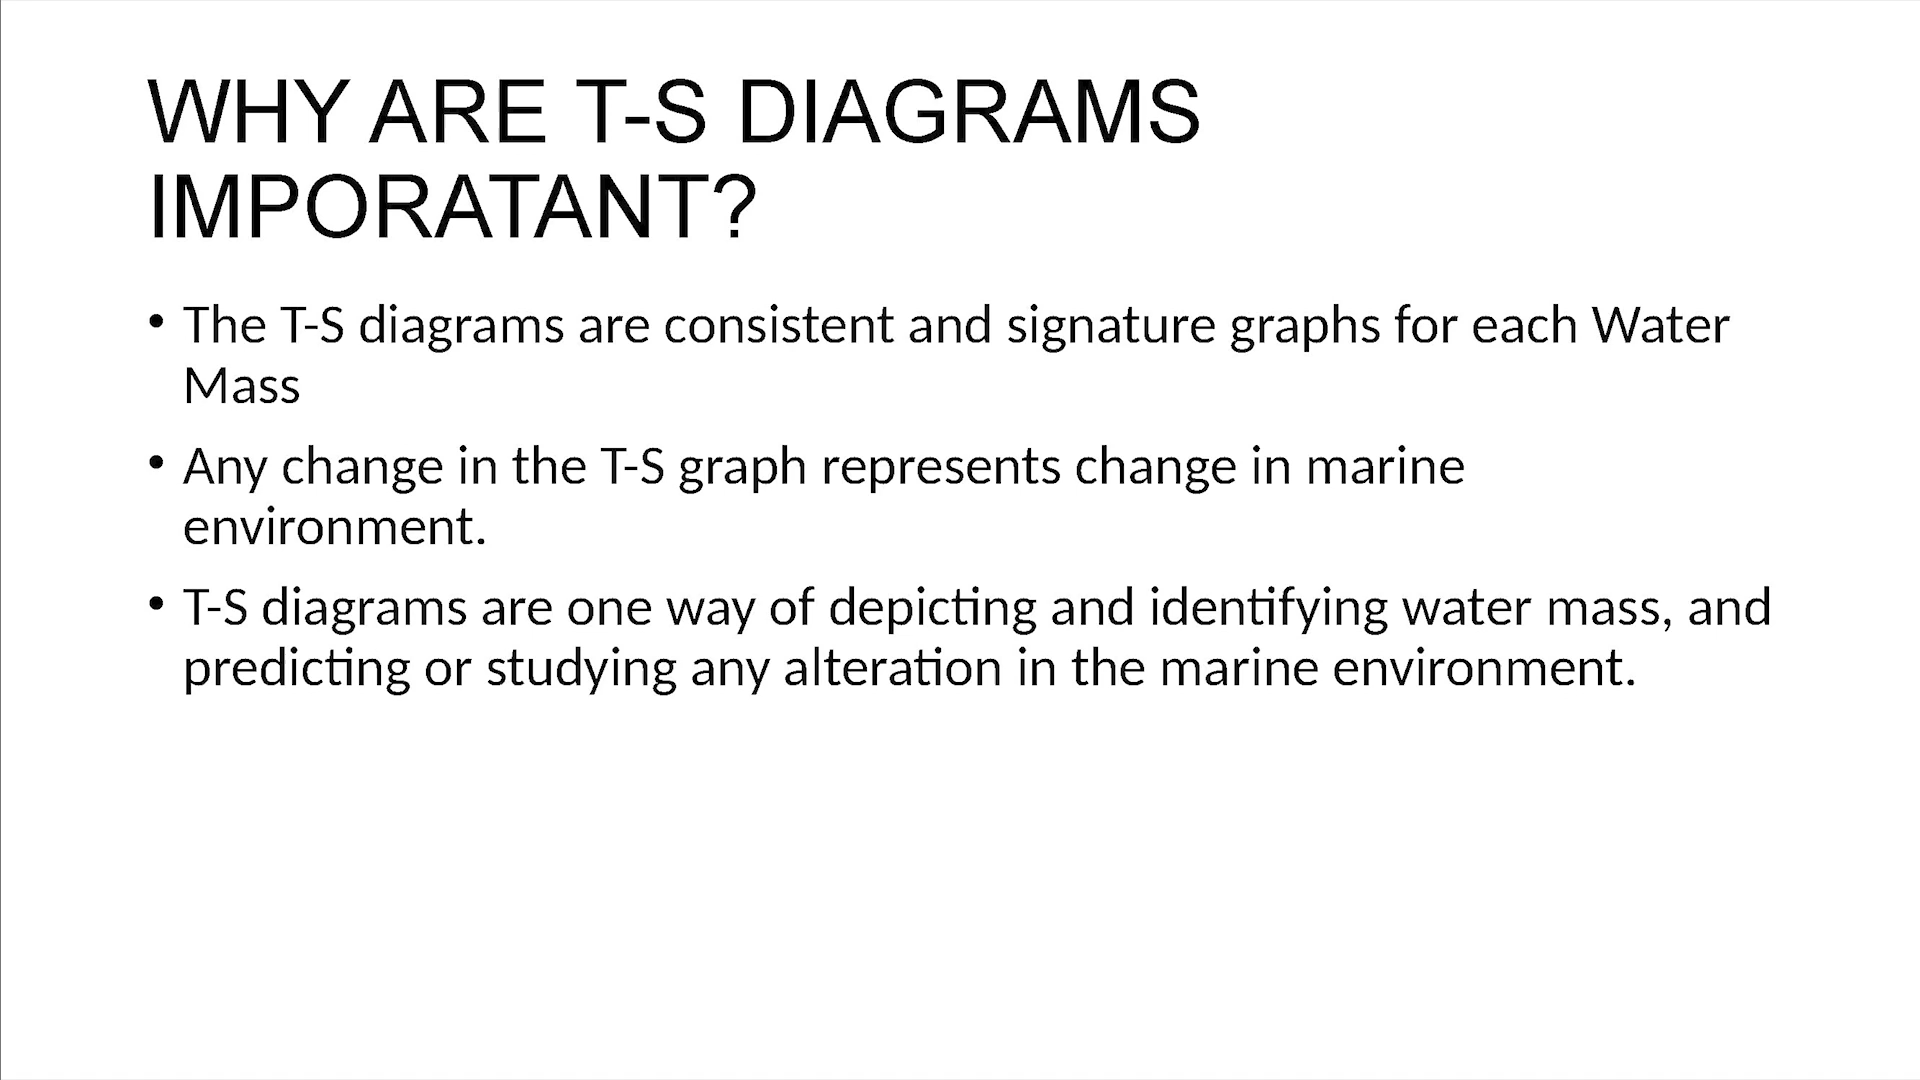 WHY ARE T-S DIAGRAMS
IMPORATANT?
• The T-S diagrams are consistent and signature graphs for each Water
Mass
• Any change in the T-S graph represents change in marine
environment.
• T-S diagrams are one way of depicting and identifying water mass, and
predicting or studying any alteration in the marine environment.